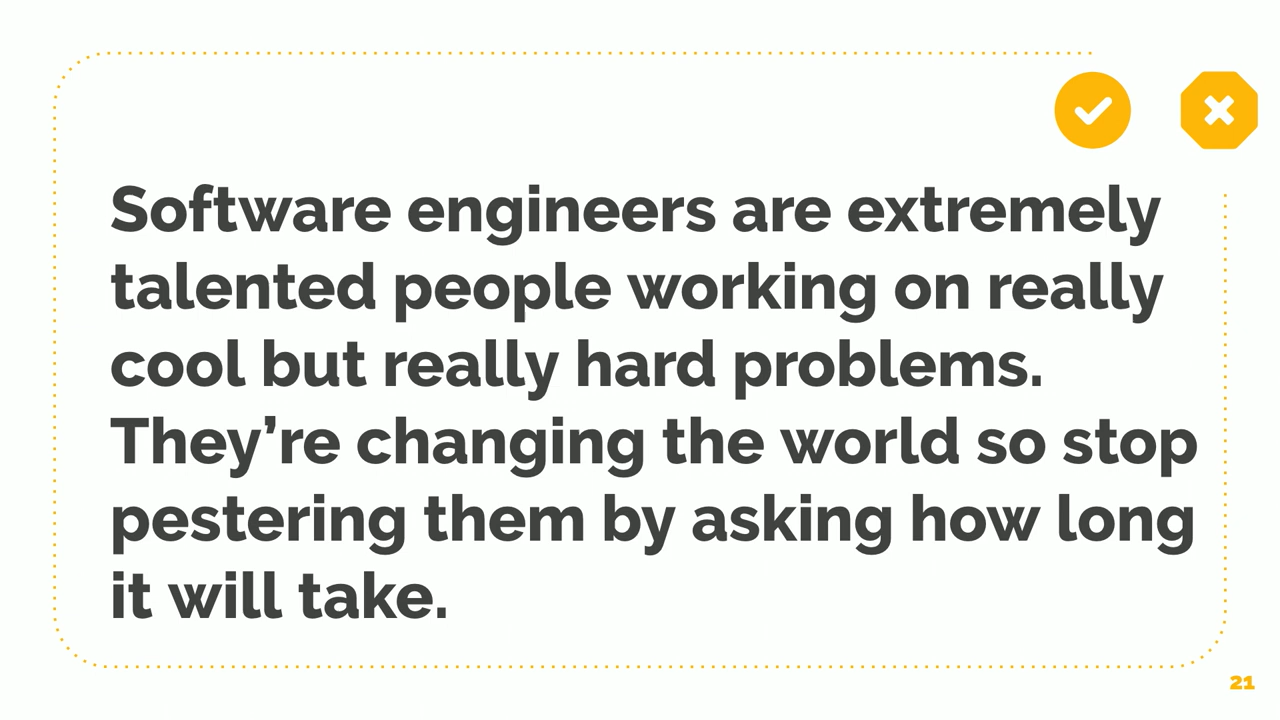 Software engineers are extremely
talented people working on really
cool but really hard problems.
They’re changing the world so stop
pestering them by asking how long
it will take.
21